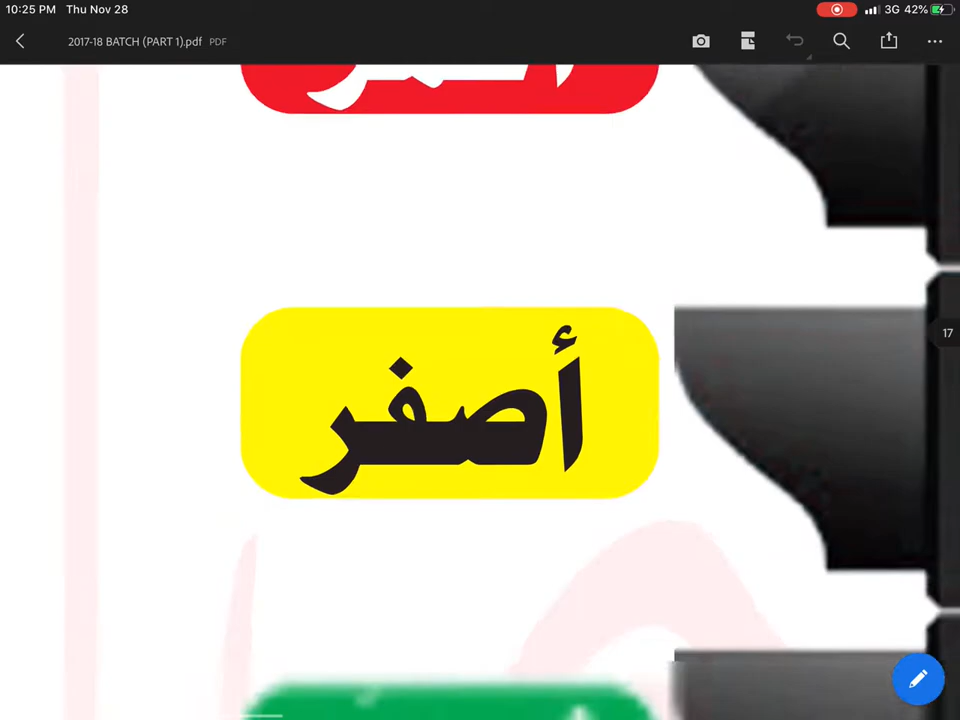 10:25 PM Thu Nov 28
3G 42%
2017-18 BATCH (PART 1).pdf PDF
أصفر
17